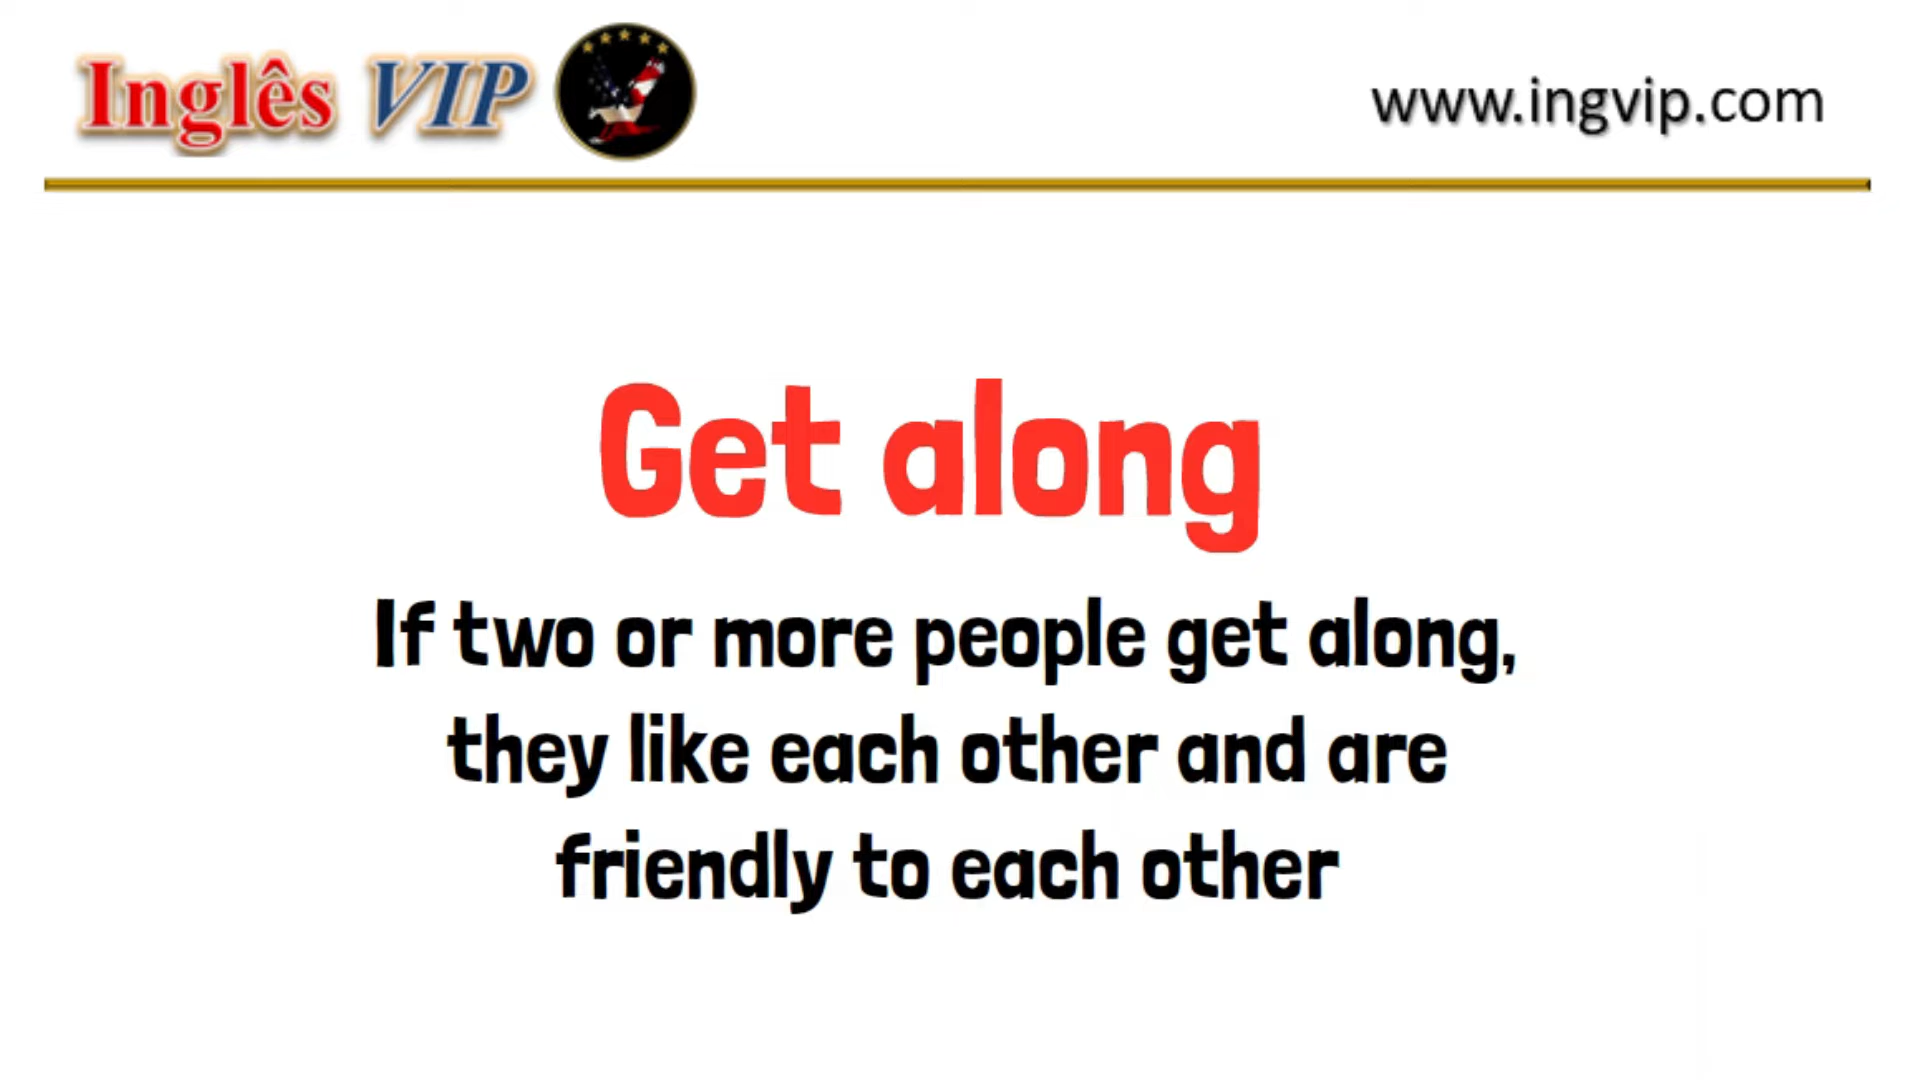 Inglês VIP
www.ingvip.com
Get along
If two or more people get along,
they like each other and are
friendly to each other